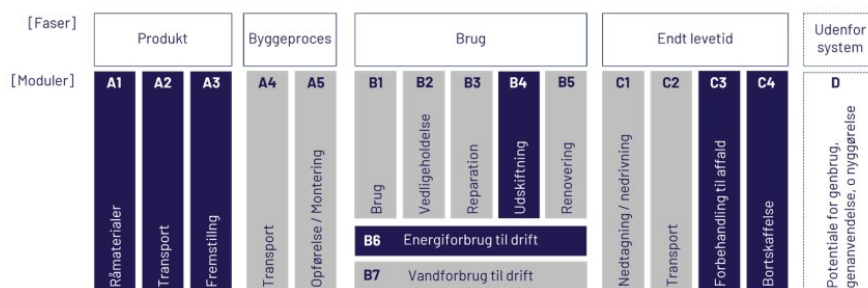 [Faser]
Produkt
Byggeproces
Brug
Endt levetid
Udenfor
system
[Moduler]
A1
A2
A3
A4
A5
B1
B2
B3
B4
B5
C1
C2
C3
C4
D
Råmaterialer
Transport
Fremstillng
Transport
Opførelse / Montering
Brug
Vedligeholdelse
Reparation
Udskiftning
Renovering
B6 Energiforbrug til drift
B7 Vandforbrug til drift
Nedtagning / nedrivning
Transport
Forbehandling til affald
Bortskaffelse
Potentiale for genbrug,
genanvendelse, o nyggørelse